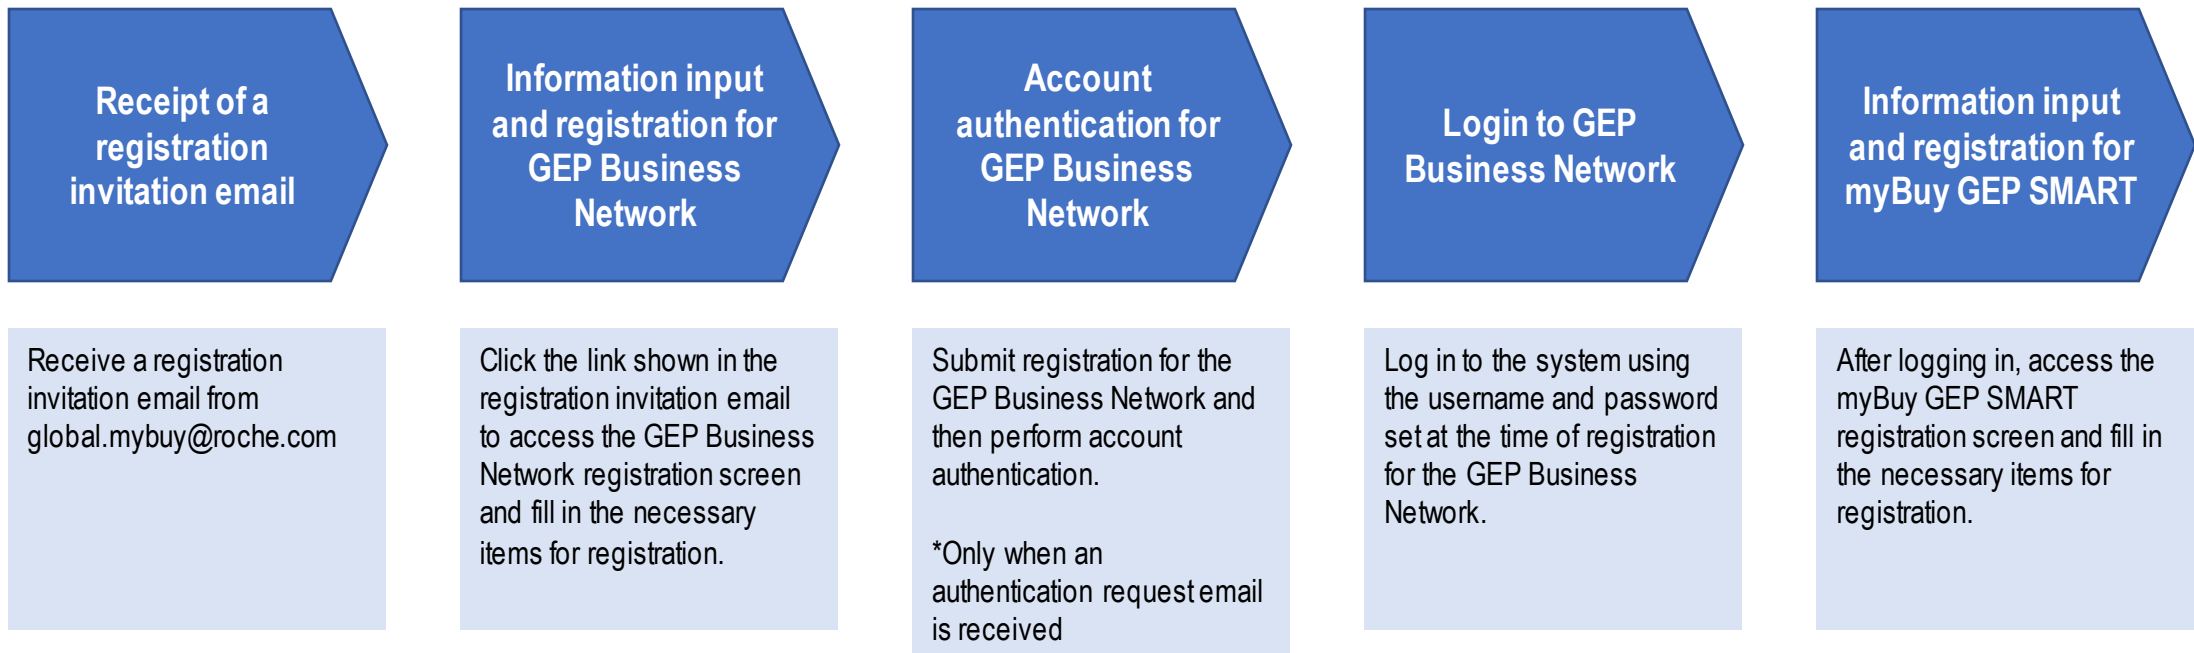 Receipt of a
registration
invitation email
Information input
and registration for
GEP Business
Network
Account
authentication for
GEP Business
Network
Login to GEP
Business Network
Information input
and registration for
myBuy GEP SMART
Receive a registration
invitation email from
global.mybuy@roche.com
Click the link shown in the
registration invitation email
to access the GEP Business
Network registration screen
and fill in the necessary
items for registration.
Submit registration for the
GEP Business Network and
then perform account
authentication.
*Only when an
authentication request email
is received
Log in to the system using
the username and password
set at the time of registration
for the GEP Business
Network.
After logging in, access the
myBuy GEP SMART
registration screen and fill in
the necessary items for
registration.